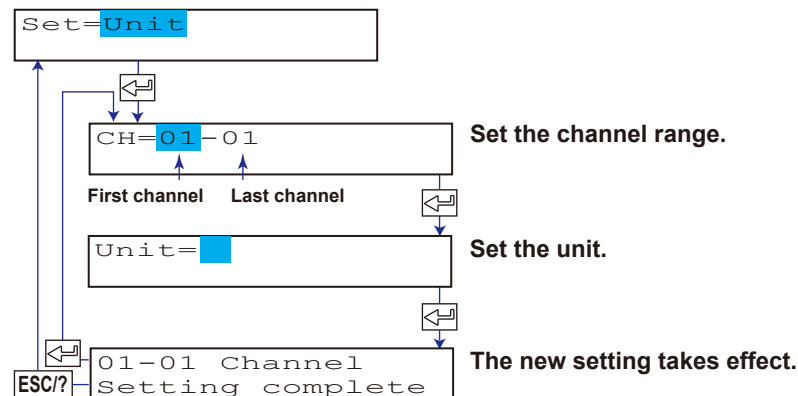 Set=Unit
CH=01-01
Set the channel range.
First channel Last channel
Unit=
Set the unit.
01-01 Channel
The new setting takes effect.
ESC/?
Setting complete